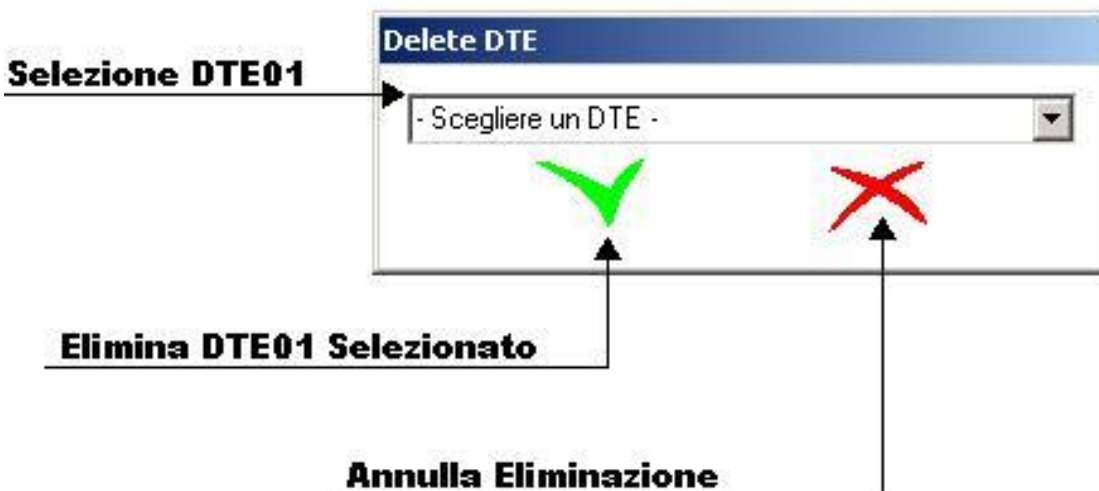 Delete DTE
Selezione DTE01
- Scegliere un DTE -
Elimina DTE01 Selezionato
Annulla Eliminazione